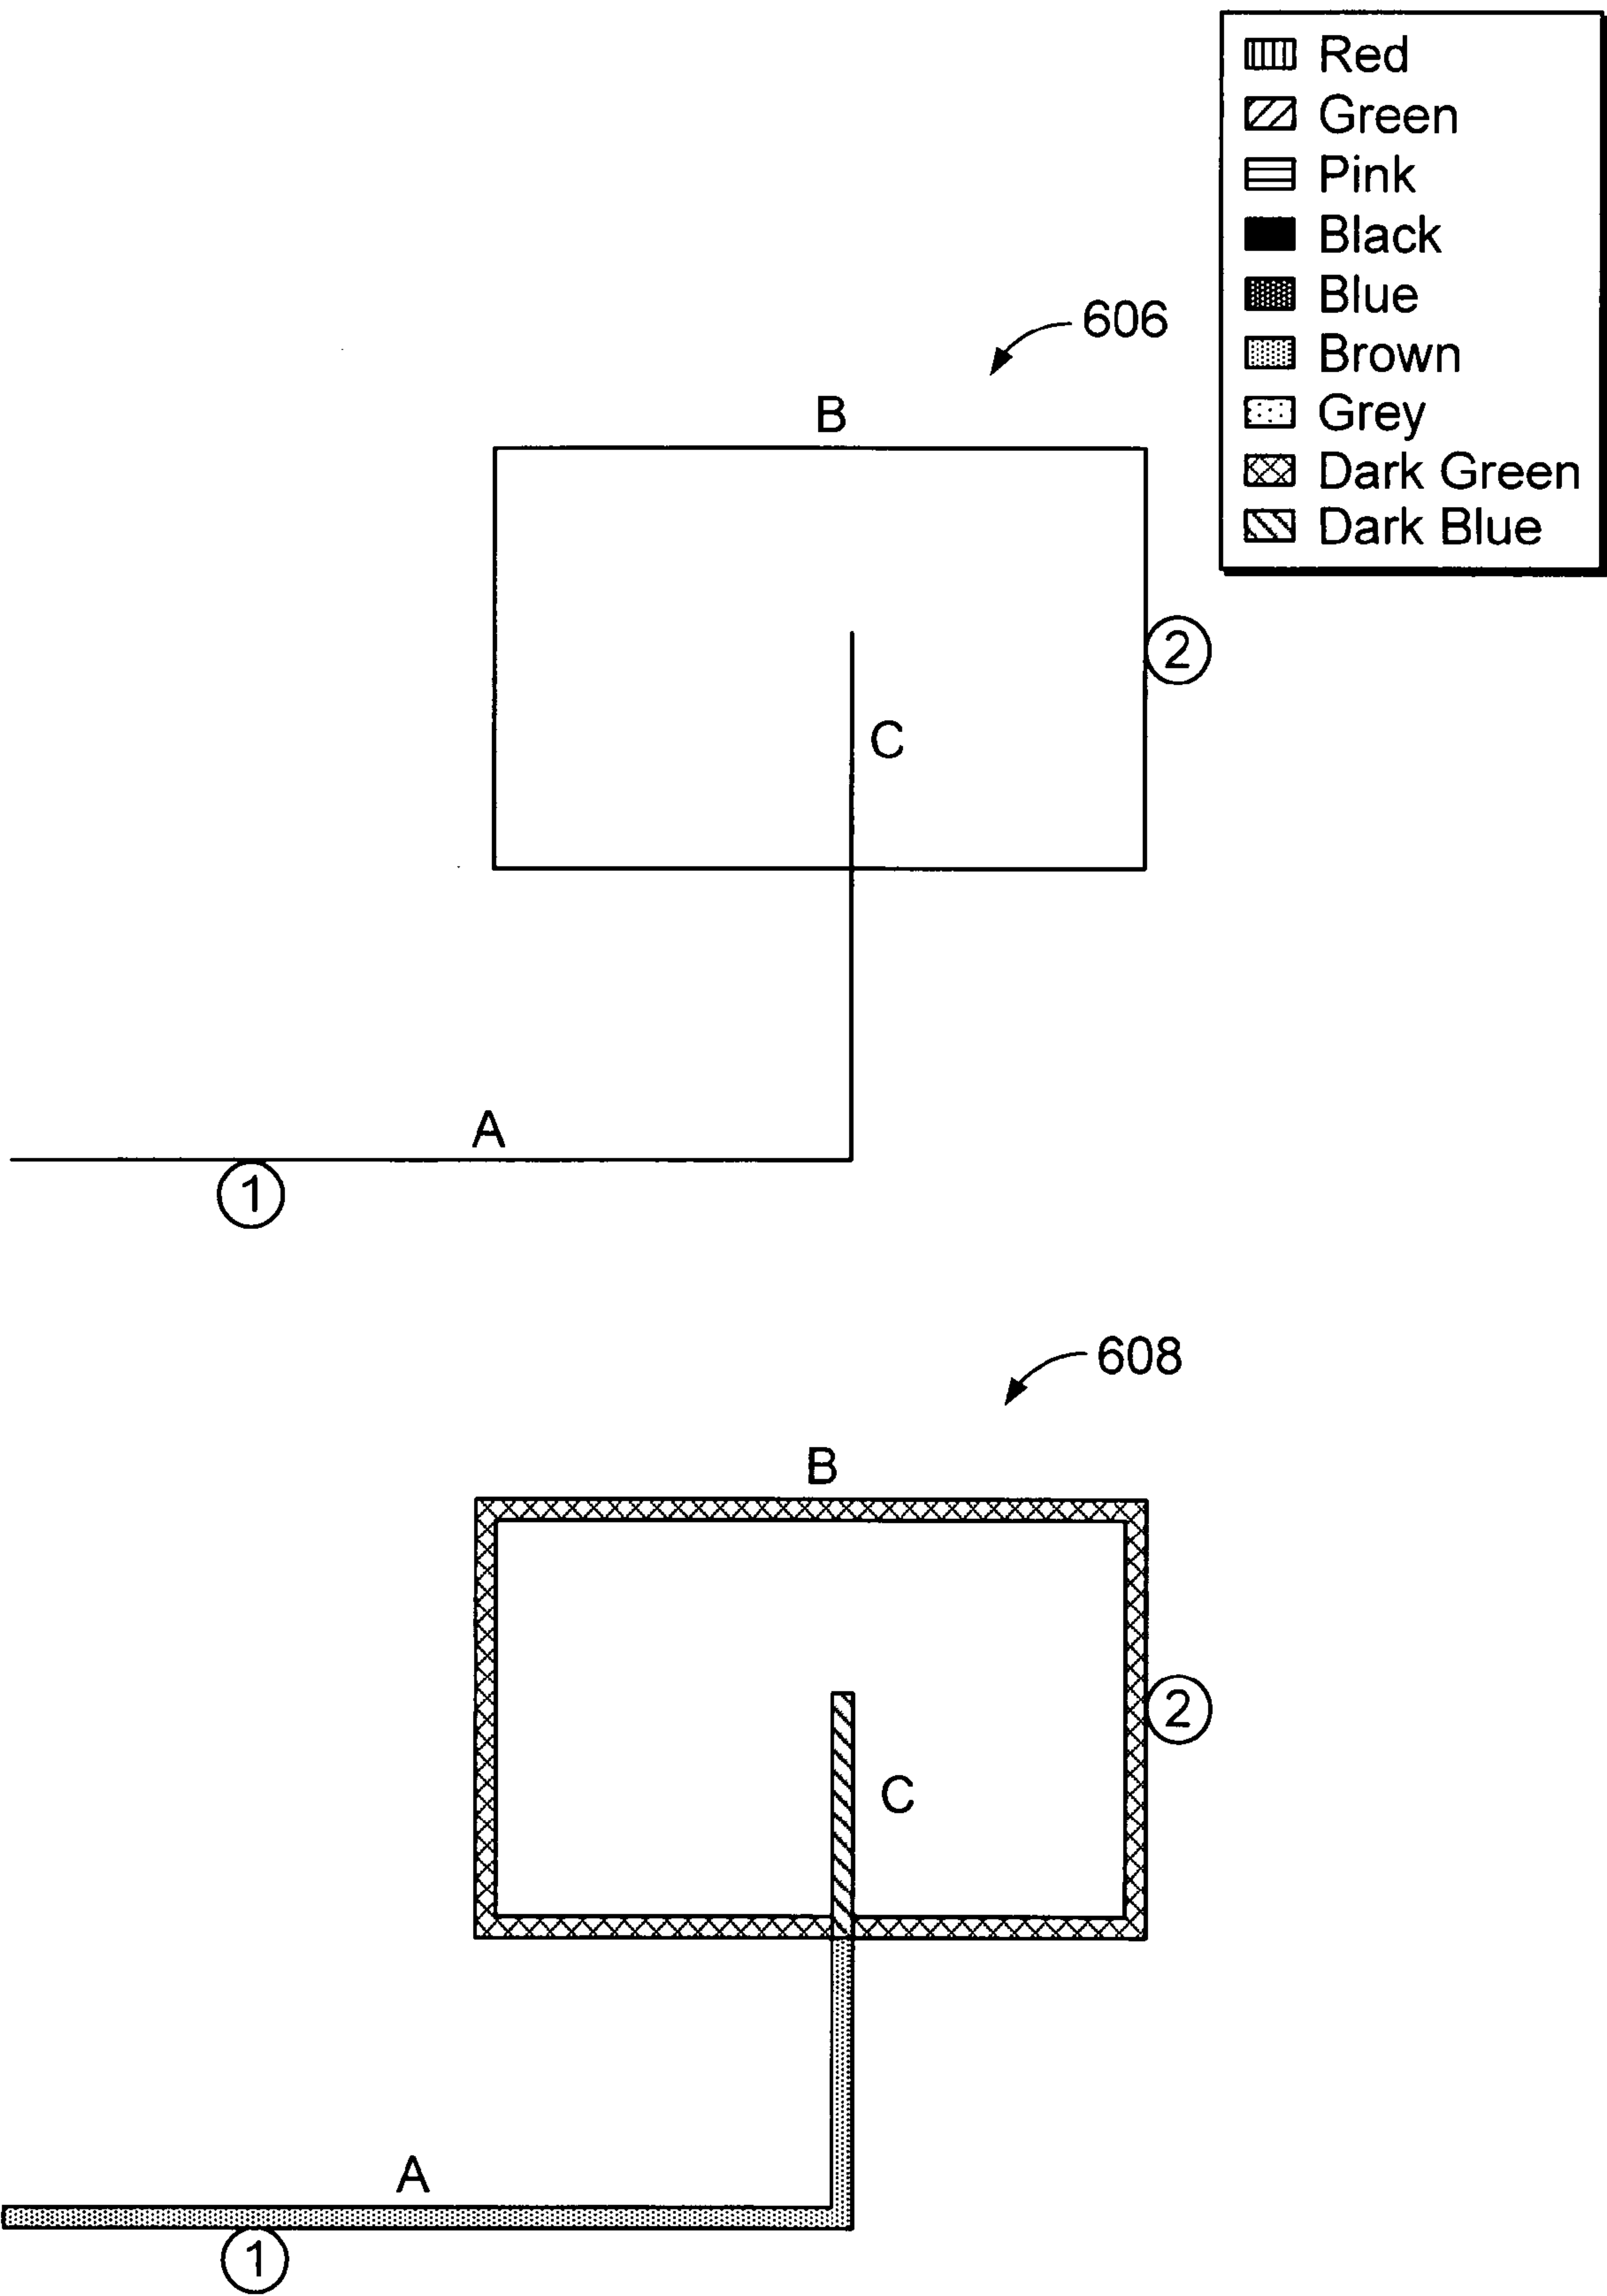 Red
Green
Pink
Black
Blue
Brown
Grey
Dark Green
Dark Blue
606
B
2
C
A
1
608
B
2
C
A
1